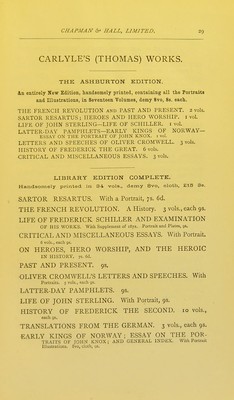 CHAPMAN & HALL, LIMITED. 29
CARLYLE'S (THOMAS) WORKS.
THE ASHBURTON EDITION.
An entirely New Edition, handsomely printed, containing all the Portraits
and Illustrations, in Seventeen Volumes, demy 8vo, 8s. each.
THE FRENCH REVOLUTION AND PAST AND PRESENT. 2 vols.
SARTOR RESARTUS; HEROES AND HERO WORSHIP. 1 vol.
LIFE OF JOHN STERLING—LIFE OF SCHILLER. 1 vol.
LATTER-DAY PAMPHLETS—EARLY KINGS OF NORWAY—
ESSAY ON THE PORTRAIT OF JOHN KNOX. 1 vol.
LETTERS AND SPEECHES OF OLIVER CROMWELL. 3 vols.
HISTORY OF FREDERICK THE GREAT. 6 vols.
CRITICAL AND MISCELLANEOUS ESSAYS. 3 vols.
LIBRARY EDITION COMPLETE.
Handsomely printed in 34 vols., demy 8vo, cloth, £15 3s.
SARTOR RESARTUS. With a Portrait, 7s. 6d.
THE FRENCH REVOLUTION. A History. 3 vols., each 9s.
LIFE OF FREDERICK SCHILLER AND EXAMINATION
OF HIS WORKS. With Supplement of 1872. Portrait and Plates, 9s.
CRITICAL AND MISCELLANEOUS ESSAYS. With Portrait.
6 vols., each 9s.
ON HEROES, HERO WORSHIP, AND THE HEROIC
IN HISTORY. 7s. 6d.
PAST AND PRESENT. 9s.
OLIVER CROMWELL'S LETTERS AND SPEECHES. With
Portraits. 5 vols., each 9s.
LATTER-DAY PAMPHLETS. 9s.
LIFE OF JOHN STERLING. With Portrait, 9s.
HISTORY OF FREDERICK THE SECOND. 10 vols.,
each 9s.
TRANSLATIONS FROM THE GERMAN. 3 vols., each 9s.
EARLY KINGS OF NORWAY; ESSAY ON THE POR-
TRAITS OF JOHN KNOX; AND GENERAL INDEX. With Portrait
Illustrations. 8vo, cloth, 9s.